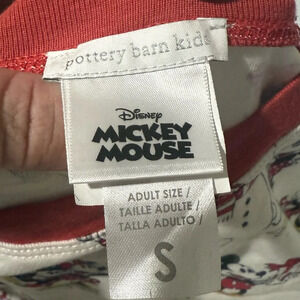 pottery barn kids
Disney
MICKEY
MOUSE
ADULT SIZE/
TAILLE ADULTE/
TALLA ADULTO/
S